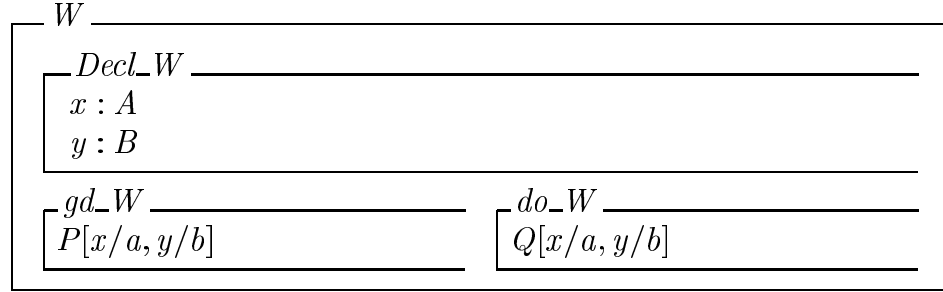 W
Decl_W
x : A
y : B
gd_W
P[x/a, y/b]
do_W
Q[x/a, y/b]